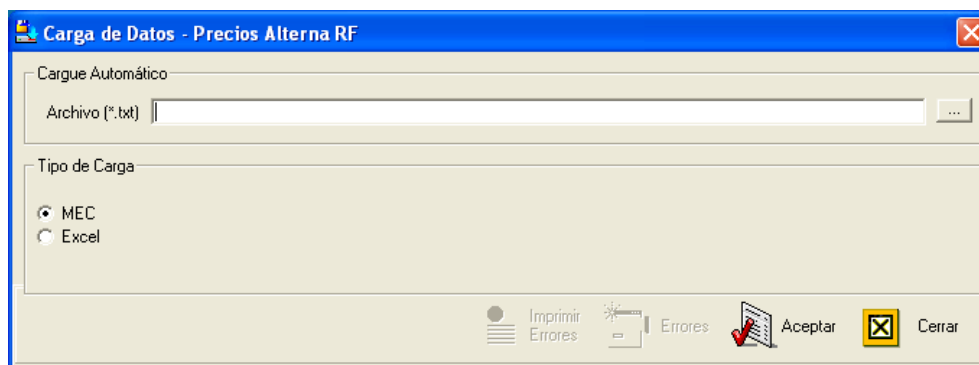 Carga de Datos - Precios Alterna RF
Cargue Automático
Archivo (*.txt)
...
Tipo de Carga
MEC
Excel
Imprimir
Errores
Errores
Aceptar
Cerrar